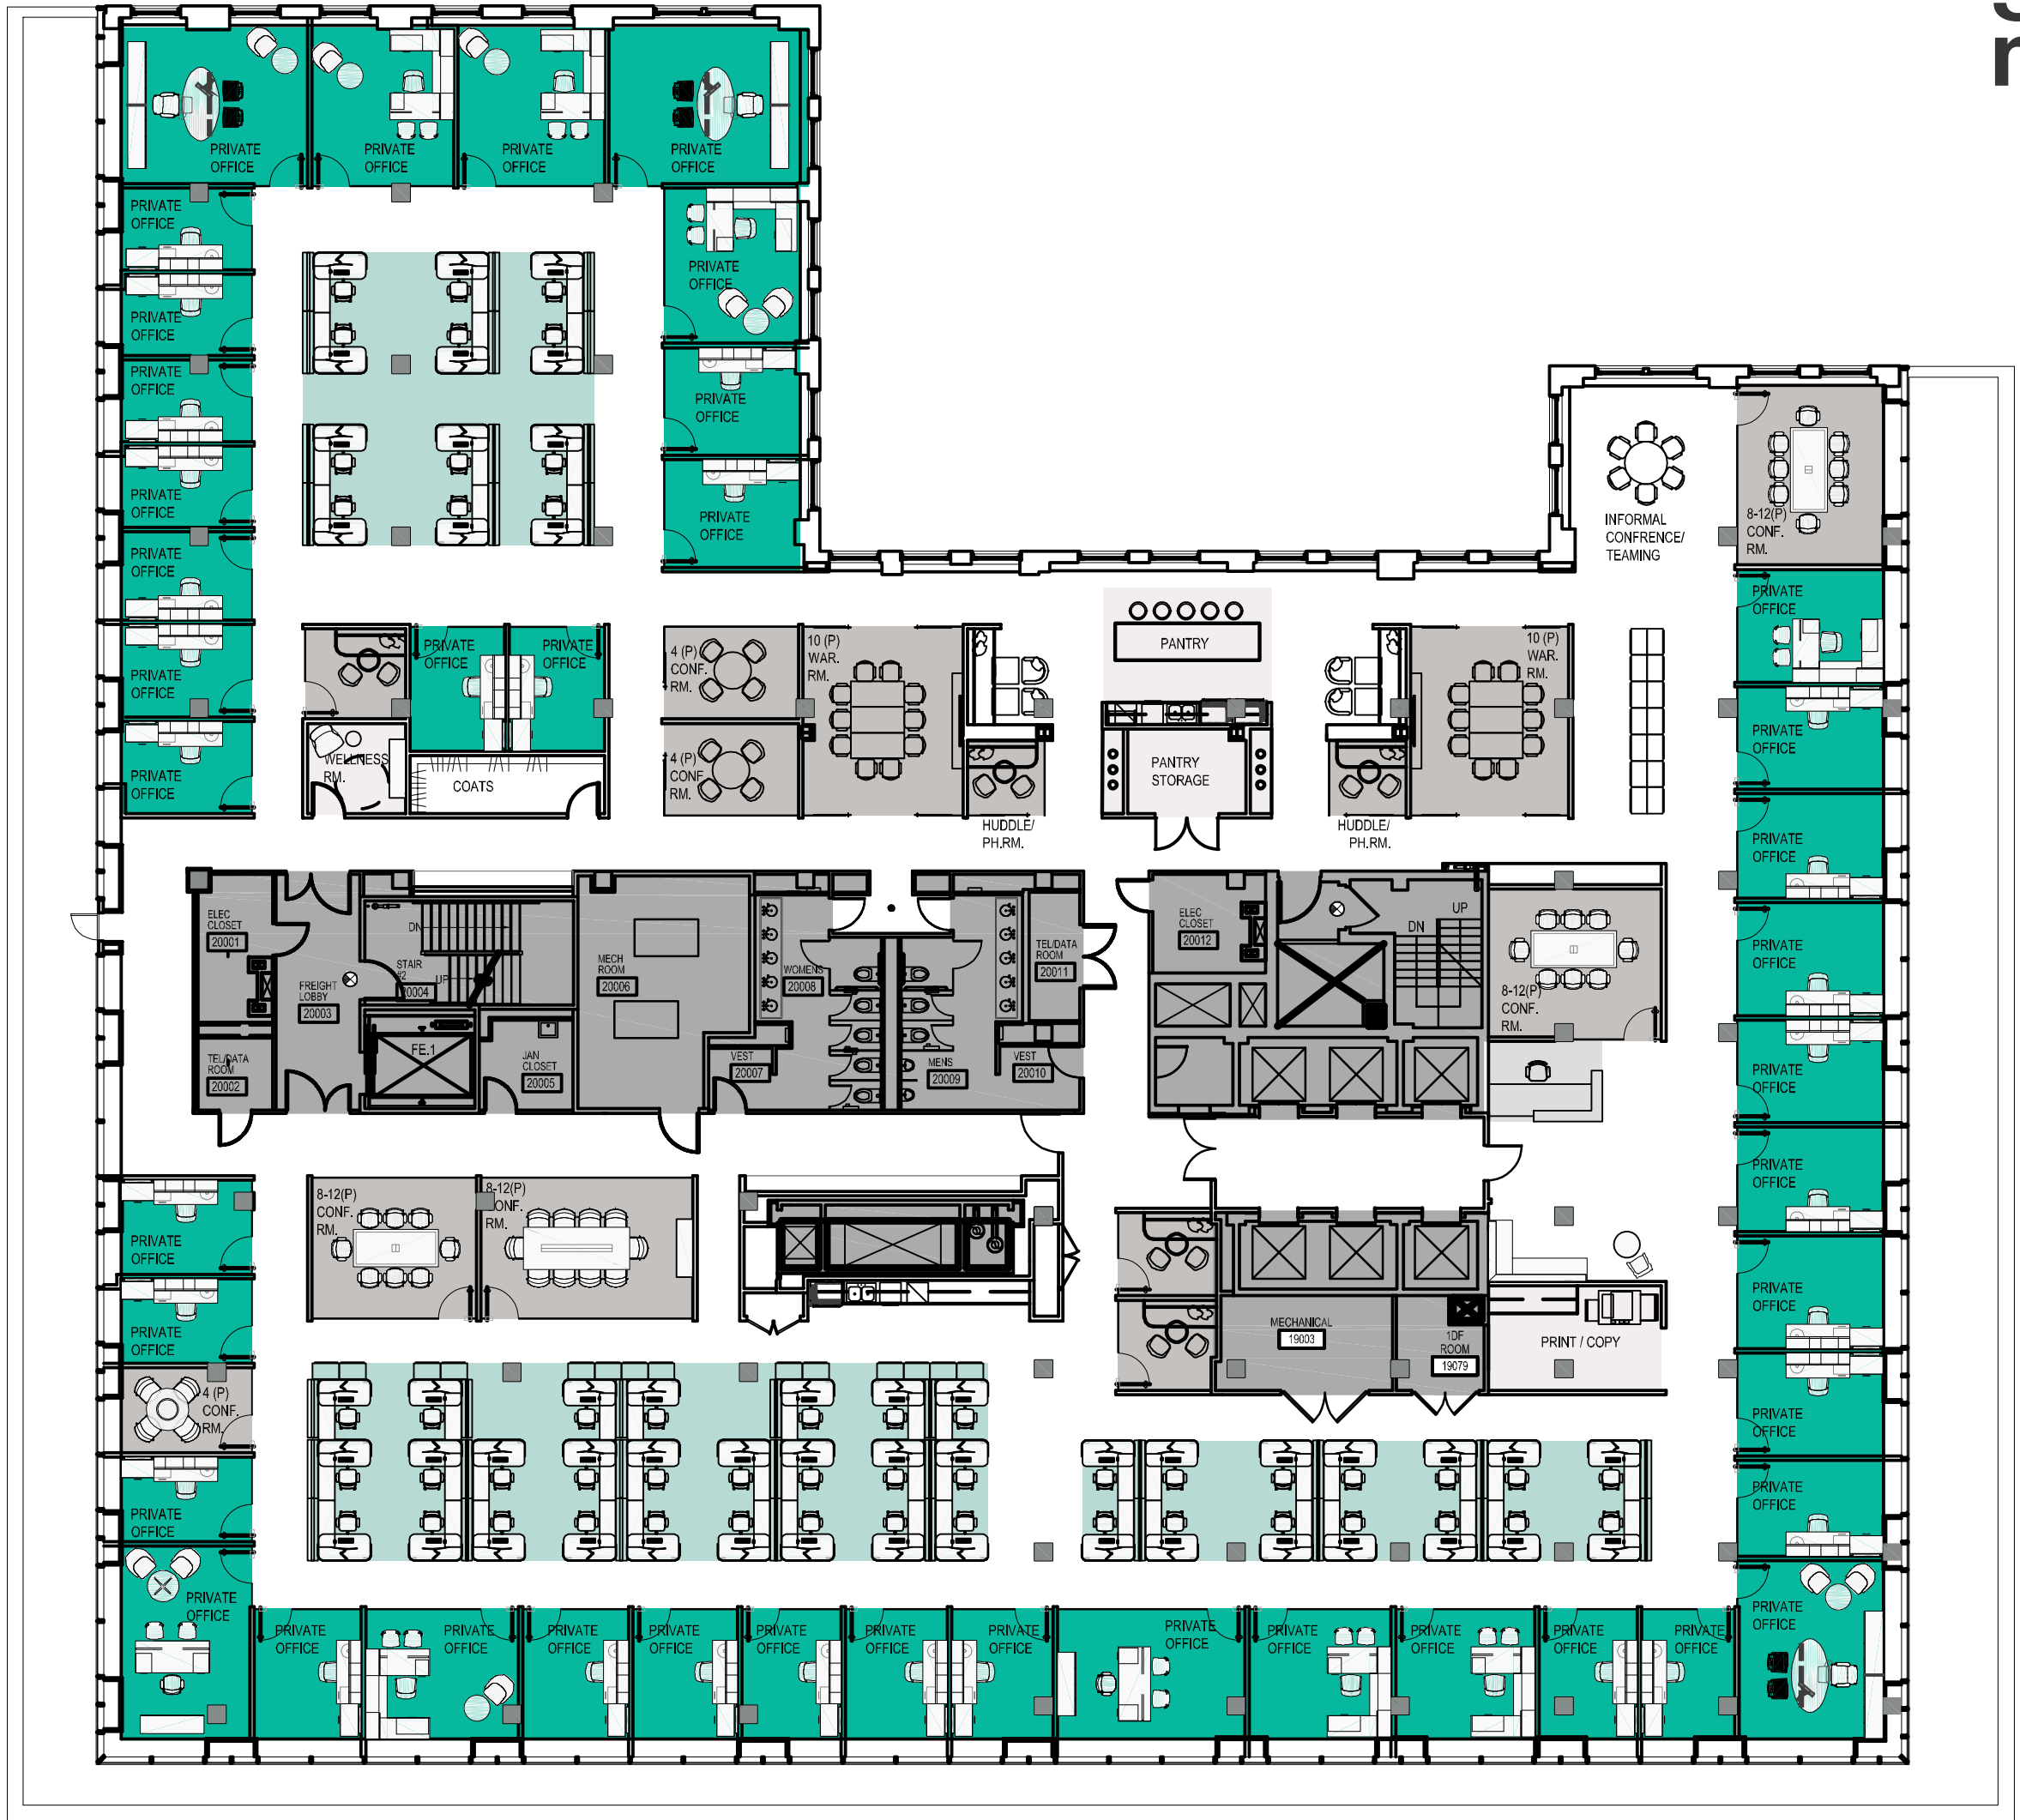 PRIVATE
OFFICE
PRIVATE
OFFICE
PRIVATE
OFFICE
PRIVATE
OFFICE
PRIVATE
OFFICE
PRIVATE
OFFICE
PRIVATE
OFFICE
PRIVATE
OFFICE
PRIVATE
OFFICE
PRIVATE
OFFICE
PRIVATE
OFFICE
PRIVATE
OFFICE
PRIVATE
OFFICE
PRIVATE
OFFICE
INFORMAL
CONFRENCE/
TEAMING
8-12(P)
CONF.
RM.
PRIVATE
OFFICE
PRIVATE
OFFICE
PRIVATE
OFFICE
4 (P)
CONF.
RM.
10 (P)
WAR.
RM.
PANTRY
10 (P)
WAR.
RM.
WELLNESS
RM.
COATS
4 (P)
CONF.
RM.
HUDDLE/
PH.RM.
PANTRY
STORAGE
HUDDLE/
PH.RM.
PRIVATE
OFFICE
PRIVATE
OFFICE
ELEC
CLOSET
20001
FREIGHT
LOBBY
20003
DN
UP
STAIR
#2
20004
MECH
ROOM
20006
WOMENS
20008
TEL/DATA
ROOM
20011
ELEC
CLOSET
20012
DN
UP
8-12(P)
CONF.
RM.
PRIVATE
OFFICE
TEL/DATA
ROOM
20002
FE.1
JAN
CLOSET
20005
VEST
20007
MENS
20009
VEST
20010
PRIVATE
OFFICE
PRIVATE
OFFICE
PRIVATE
OFFICE
8-12(P)
CONF.
RM.
8-12(P)
CONF.
RM.
PRIVATE
OFFICE
PRIVATE
OFFICE
MECHANICAL
19003
1DF
ROOM
19079
PRINT / COPY
4 (P)
CONF.
RM.
PRIVATE
OFFICE
PRIVATE
OFFICE
PRIVATE
OFFICE
PRIVATE
OFFICE
PRIVATE
OFFICE
PRIVATE
OFFICE
PRIVATE
OFFICE
PRIVATE
OFFICE
PRIVATE
OFFICE
PRIVATE
OFFICE
PRIVATE
OFFICE
PRIVATE
OFFICE
PRIVATE
OFFICE
PRIVATE
OFFICE
PRIVATE
OFFICE
PRIVATE
OFFICE
PRIVATE
OFFICE